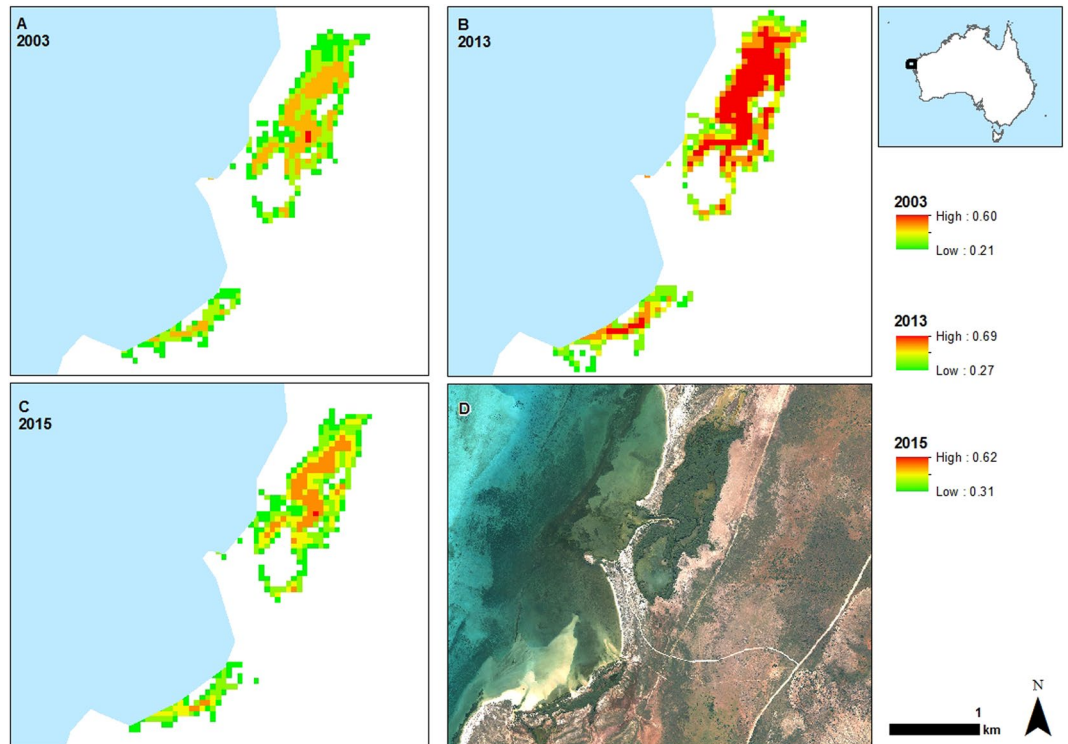 A
2003
B
2013
C
2015
D
2003
High : 0.60
Low : 0.21
2013
High : 0.69
Low : 0.27
2015
High : 0.62
Low : 0.31
N
1
km